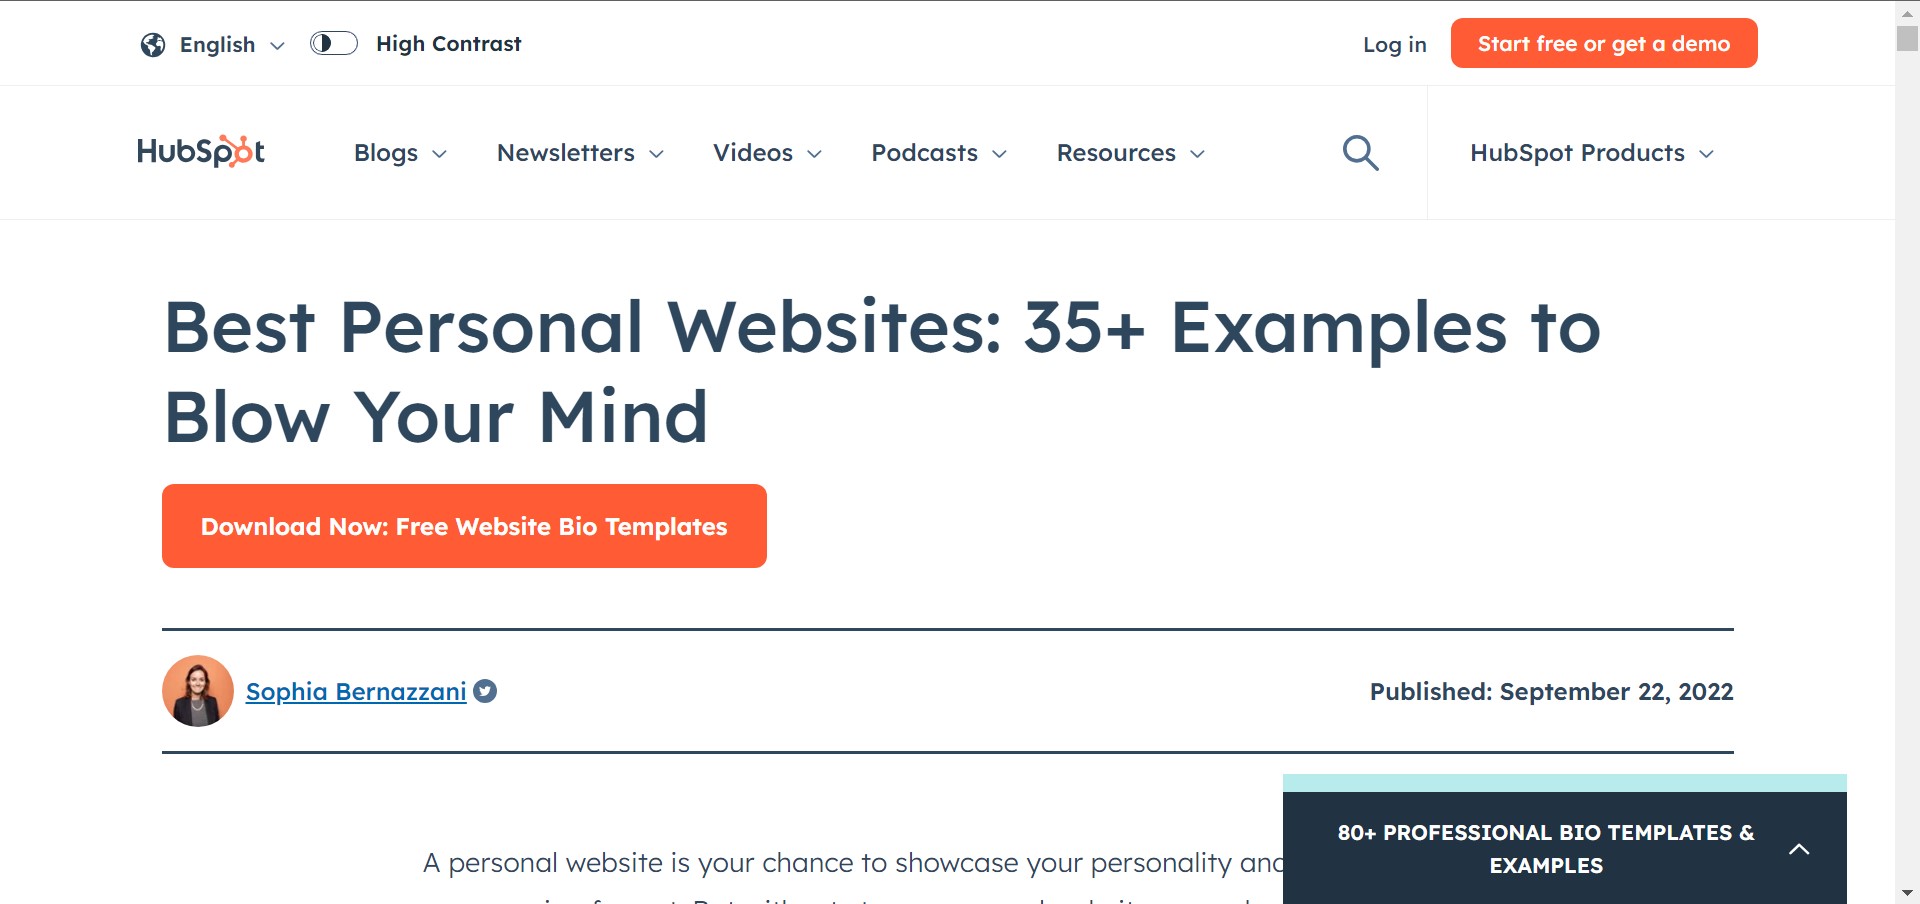 English
High Contrast
Log in
Start free or get a demo
HubSpot
Blogs
Newsletters
Videos
Podcasts
Resources
HubSpot Products
Best Personal Websites: 35+ Examples to
Blow Your Mind
Download Now: Free Website Bio Templates
Sophia Bernazzani
Published: September 22, 2022
A personal website is your chance to showcase your personality and
80+ PROFESSIONAL BIO TEMPLATES &
EXAMPLES